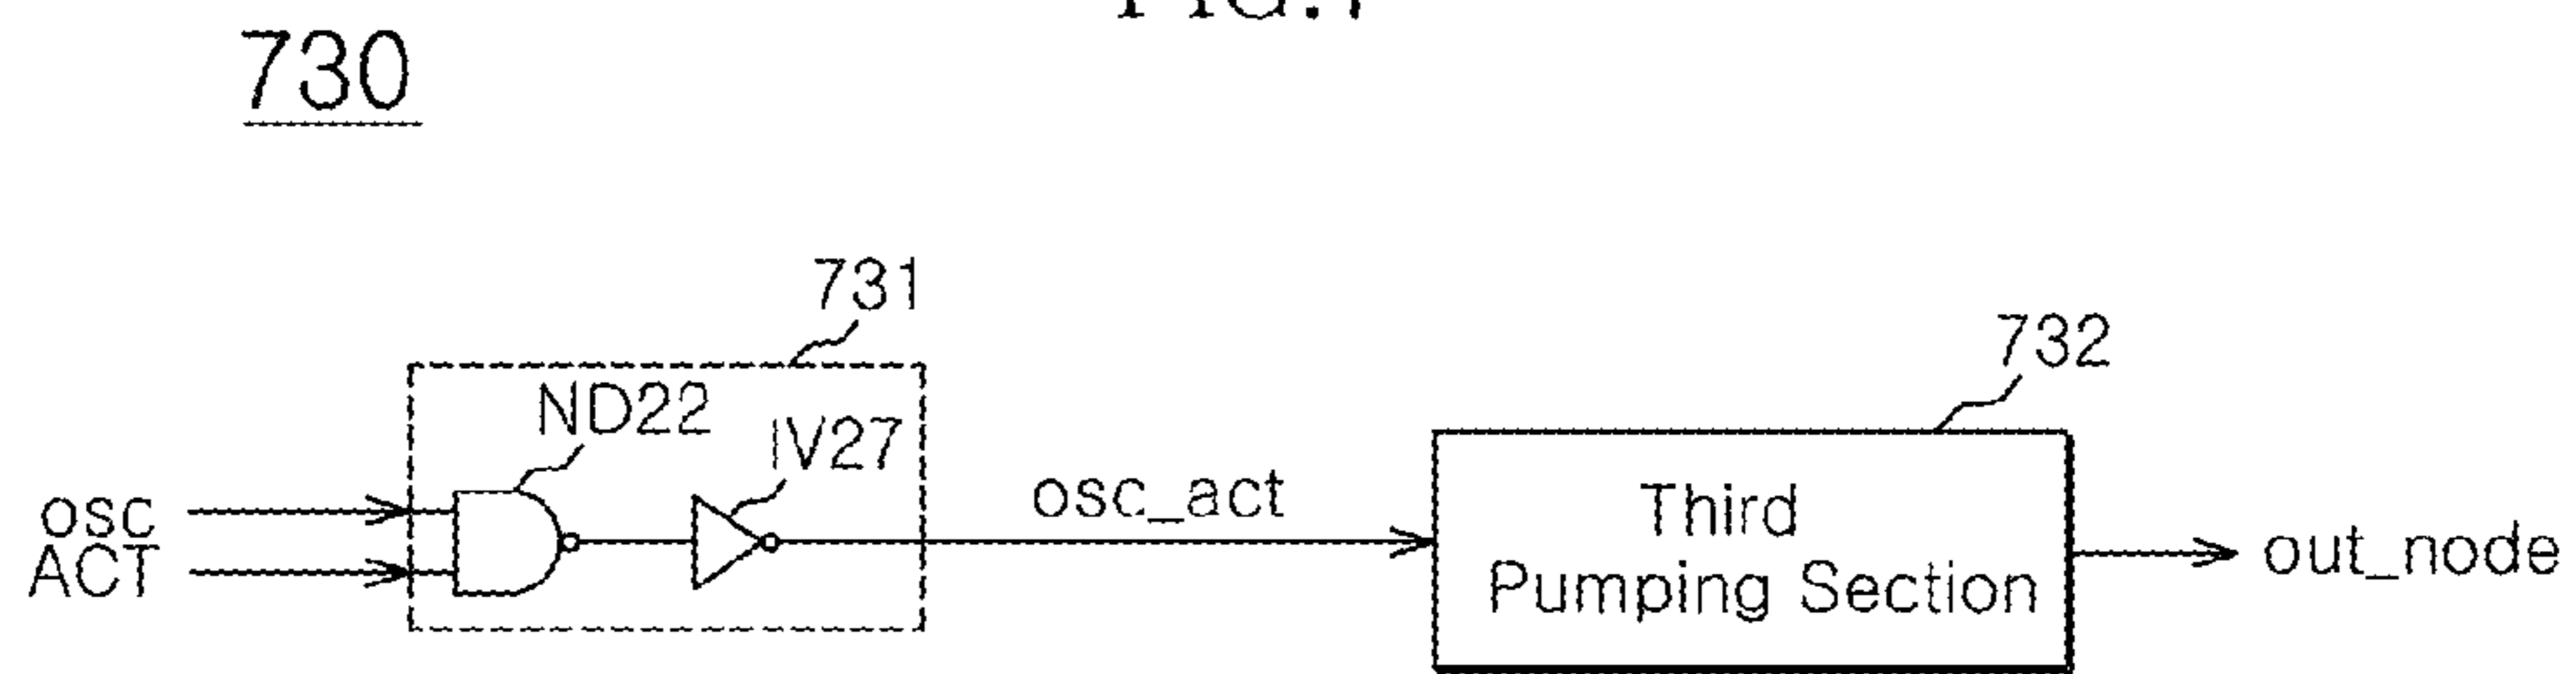 730
731
732
ND22
IV27
osc
ACT
osc_act
Third
Pumping Section
out_node